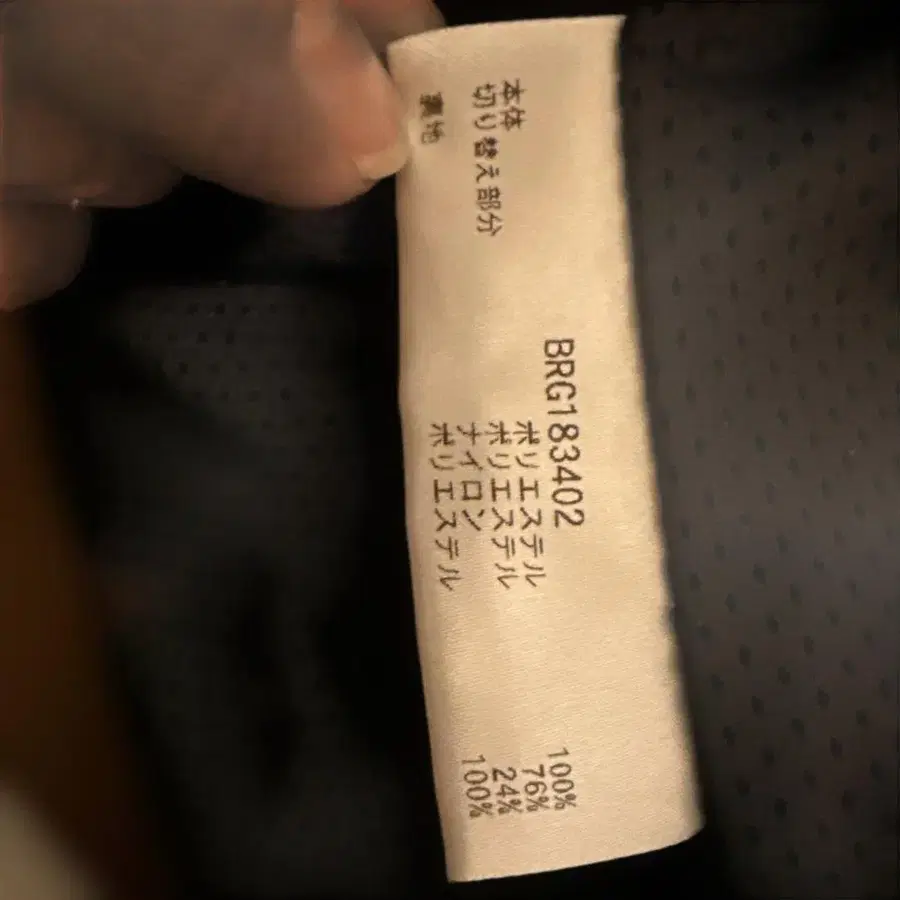 BRG183402
本体 ポリエステル 100%
切り替え部分 ポリエステル 76%
ナイロン 24%
裏地 ポリエステル 100%